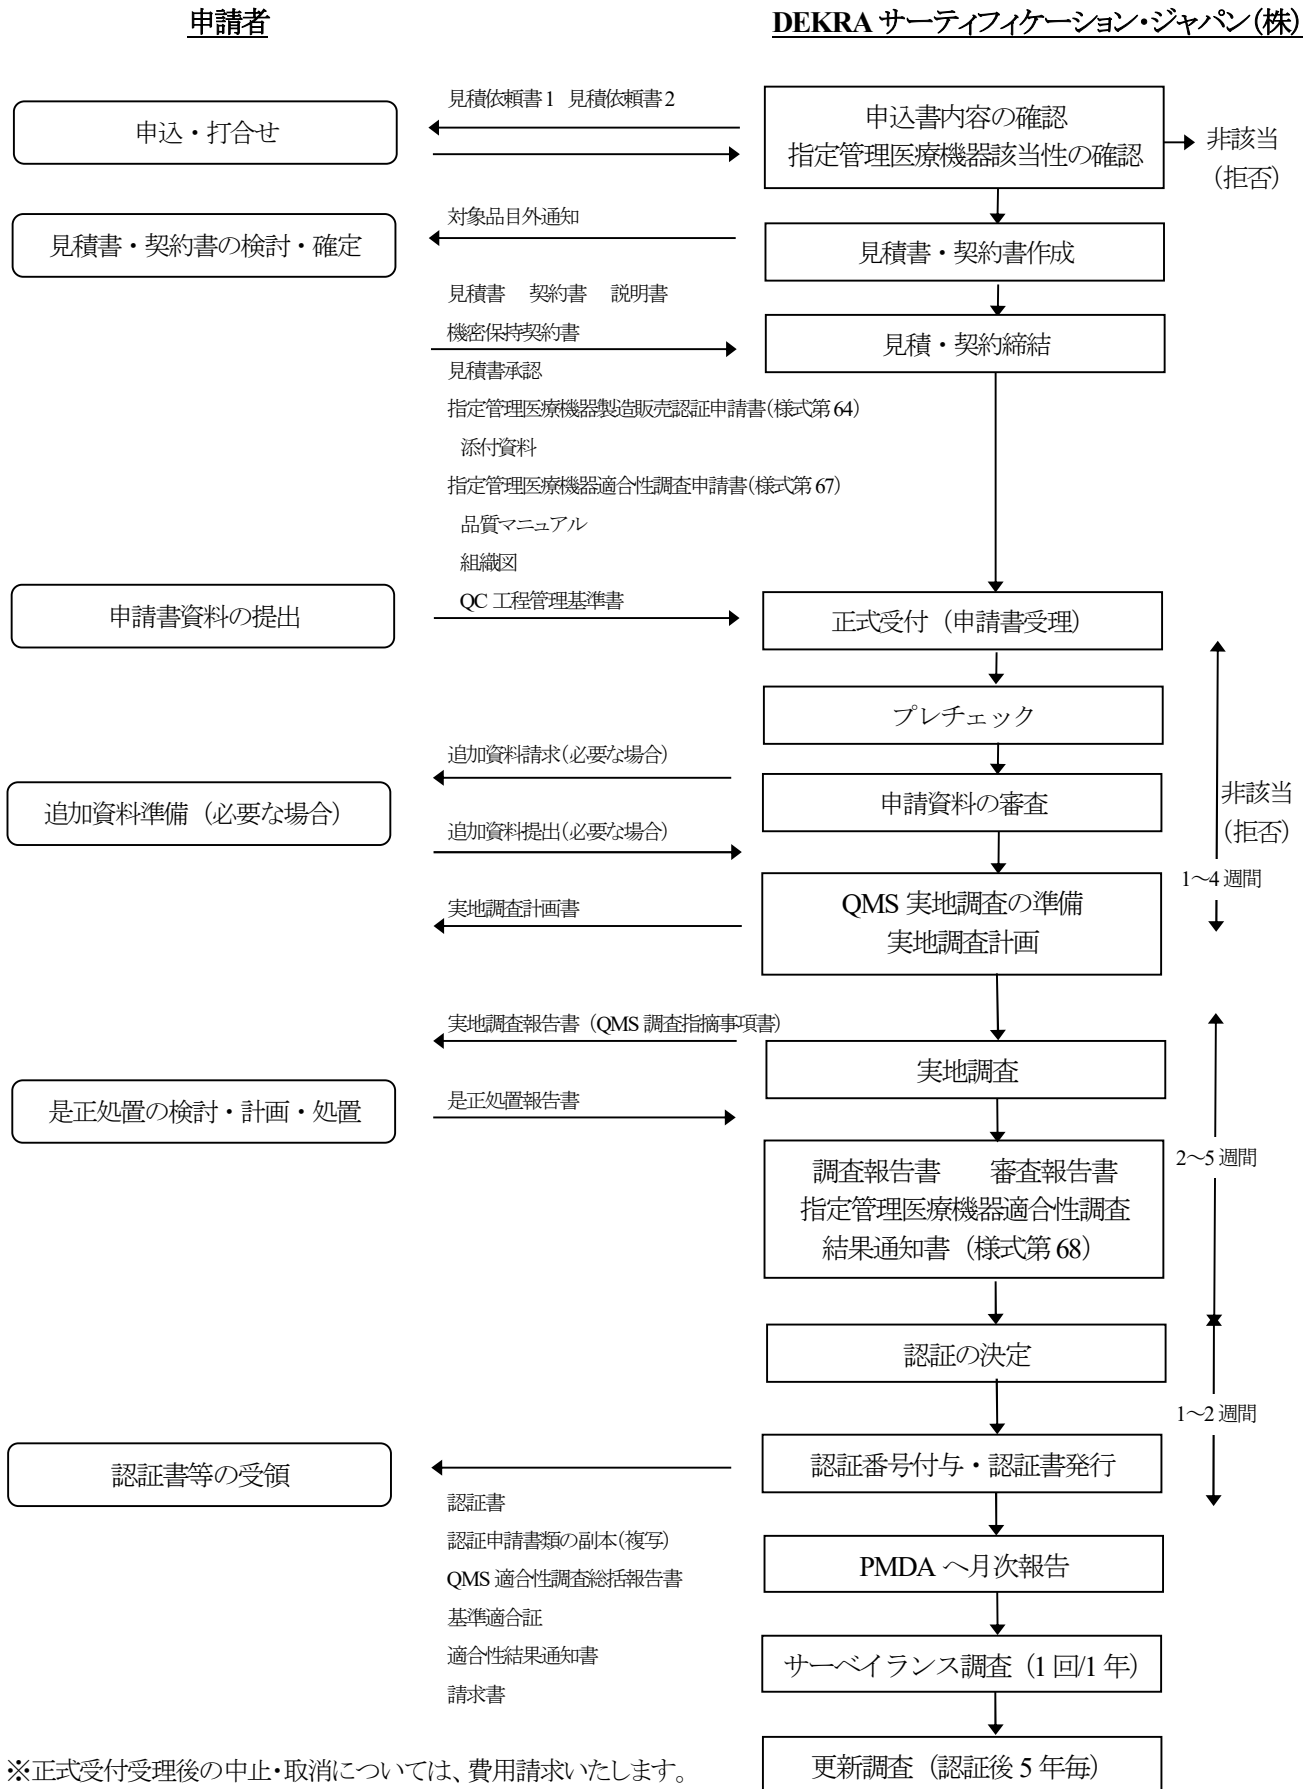 申請者
DEKRA サーティフィケーション・ジャパン(株)
見積依頼書1 見積依頼書2
申込・打合せ
申込書内容の確認
指定管理医療機器該当性の確認
非該当
(拒否)
対象品目外通知
見積書・契約書の検討・確定
見積書・契約書作成
見積書 契約書 説明書
機密保持契約書
見積・契約締結
見積書承認
指定管理医療機器製造販売認証申請書(様式第64)
添付資料
指定管理医療機器適合性調査申請書(様式第67)
品質マニュアル
組織図
QC 工程管理基準書
申請書資料の提出
正式受付（申請書受理）
プレチェック
追加資料請求(必要な場合)
追加資料準備（必要な場合）
申請資料の審査
非該当
(拒否)
追加資料提出(必要な場合)
1～4 週間
実地調査計画書
QMS 実地調査の準備
実地調査計画
実地調査報告書（QMS 調査指摘事項書）
実地調査
是正処置の検討・計画・処置
是正処置報告書
調査報告書 審査報告書
指定管理医療機器適合性調査
結果通知書（様式第 68）
2～5 週間
認証の決定
1～2 週間
認証書等の受領
認証番号付与・認証書発行
認証書
認証申請書類の副本(複写)
QMS 適合性調査総括報告書
基準適合証
適合性結果通知書
請求書
PMDA へ月次報告
サーベイランス調査（1 回/1 年）
更新調査（認証後 5 年毎）
※正式受付受理後の中止・取消については、費用請求いたします。